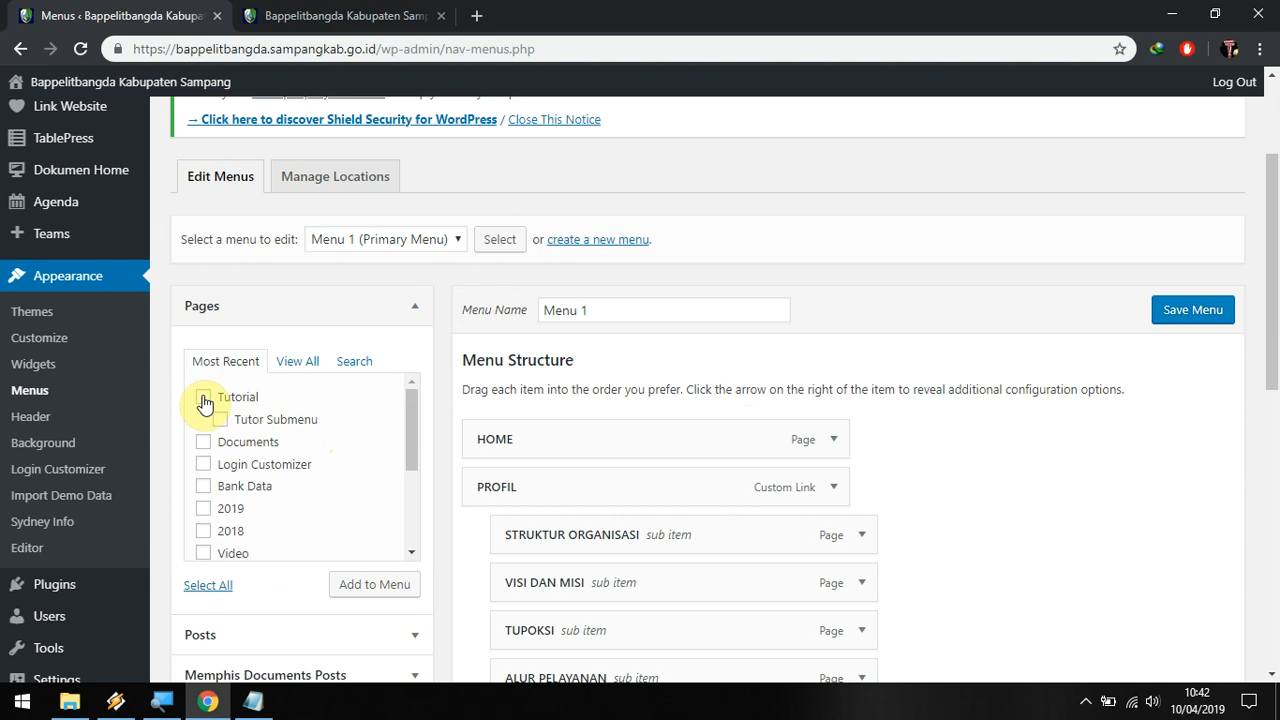 Menus ‹ Bappelitbangda Kabupa
Bappelitbangda Kabupaten Samp
https://bappelitbangda.sampangkab.go.id/wp-admin/nav-menus.php
Bappelitbangda Kabupaten Sampang
Log Out
Link Website
TablePress
Dokumen Home
Agenda
Teams
Appearance
Themes
Customize
Widgets
Menus
Header
Background
Login Customizer
Import Demo Data
Sydney Info
Editor
Plugins
Users
Tools
Settings
→ Click here to discover Shield Security for WordPress / Close This Notice
Edit Menus
Manage Locations
Select a menu to edit: Menu 1 (Primary Menu) Select or create a new menu.
Pages
Most Recent View All Search
Tutorial
Tutor Submenu
Documents
Login Customizer
Bank Data
2019
2018
Video
Select All
Add to Menu
Posts
Memphis Documents Posts
Menu Name Menu 1
Save Menu
Menu Structure
Drag each item into the order you prefer. Click the arrow on the right of the item to reveal additional configuration options.
HOME Page
PROFIL Custom Link
STRUKTUR ORGANISASI sub item Page
VISI DAN MISI sub item Page
TUPOKSI sub item Page
ALUR PELAYANAN sub item Page
10:42
10/04/2019